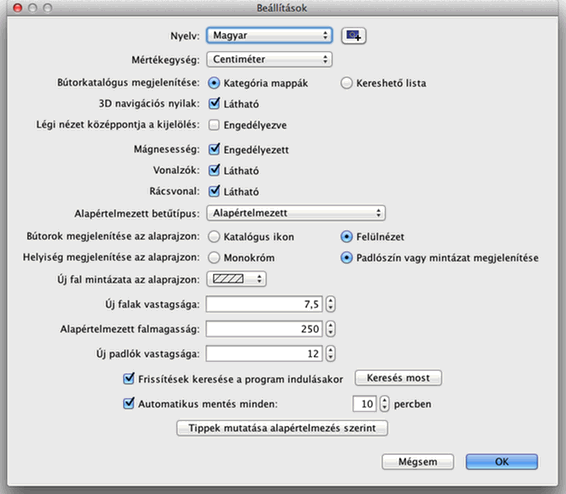 Beállítások
Nyelv: Magyar
Mértékegység: Centiméter
Bútorkatalógus megjelenítése: Kategória mappák Kereshető lista
3D navigációs nyilak: Látható
Légi nézet középpontja a kijelölés: Engedélyezve
Mágnesesség: Engedélyezett
Vonalzók: Látható
Rácsvonal: Látható
Alapértelmezett betűtípus: Alapértelmezett
Bútorok megjelenítése az alaprajzon: Katalógus ikon Felülnézet
Helyiség megjelenítése az alaprajzon: Monokróm Padlószín vagy mintázat megjelenítése
Új fal mintázata az alaprajzon:
Új falak vastagsága: 7,5
Alapértelmezett falmagasság: 250
Új padlók vastagsága: 12
Frissítések keresése a program indulásakor Keresés most
Automatikus mentés minden: 10 percben
Tippek mutatása alapértelmezés szerint
Mégsem OK